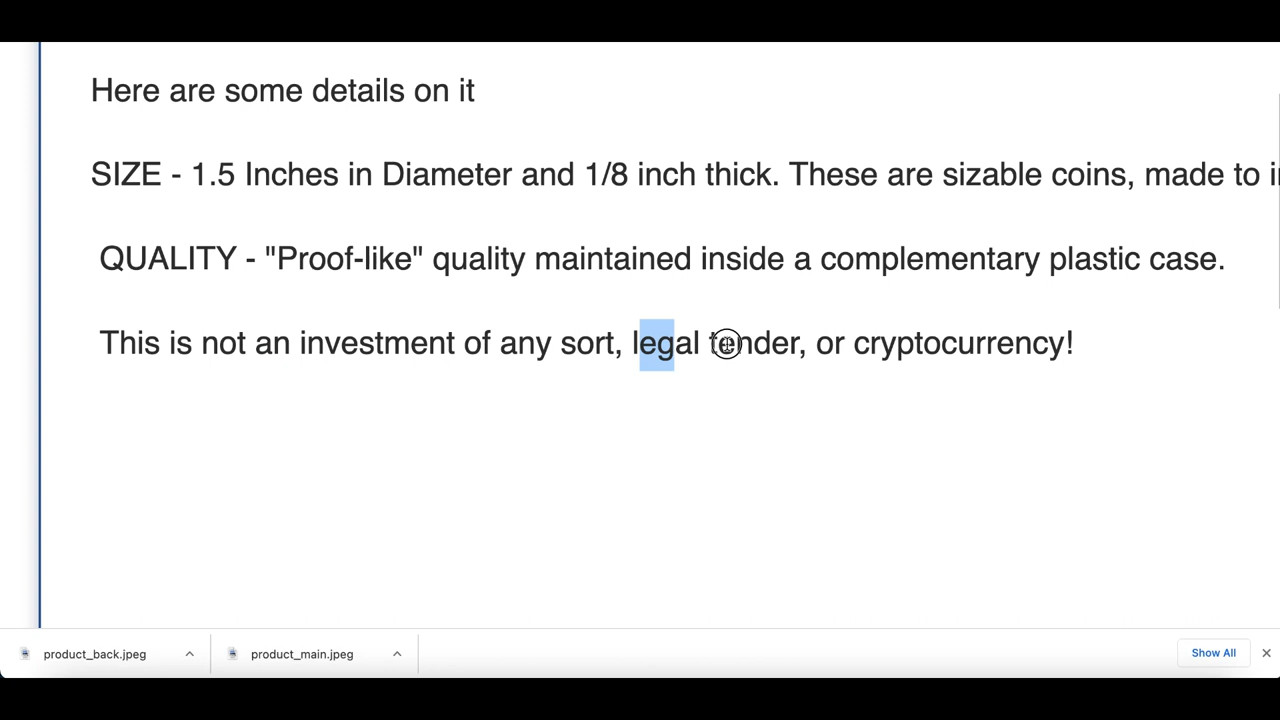 Here are some details on it
SIZE - 1.5 Inches in Diameter and 1/8 inch thick. These are sizable coins, made to
QUALITY - "Proof-like" quality maintained inside a complementary plastic case.
This is not an investment of any sort, legal tender, or cryptocurrency!
product_back.jpeg
product_main.jpeg
Show All